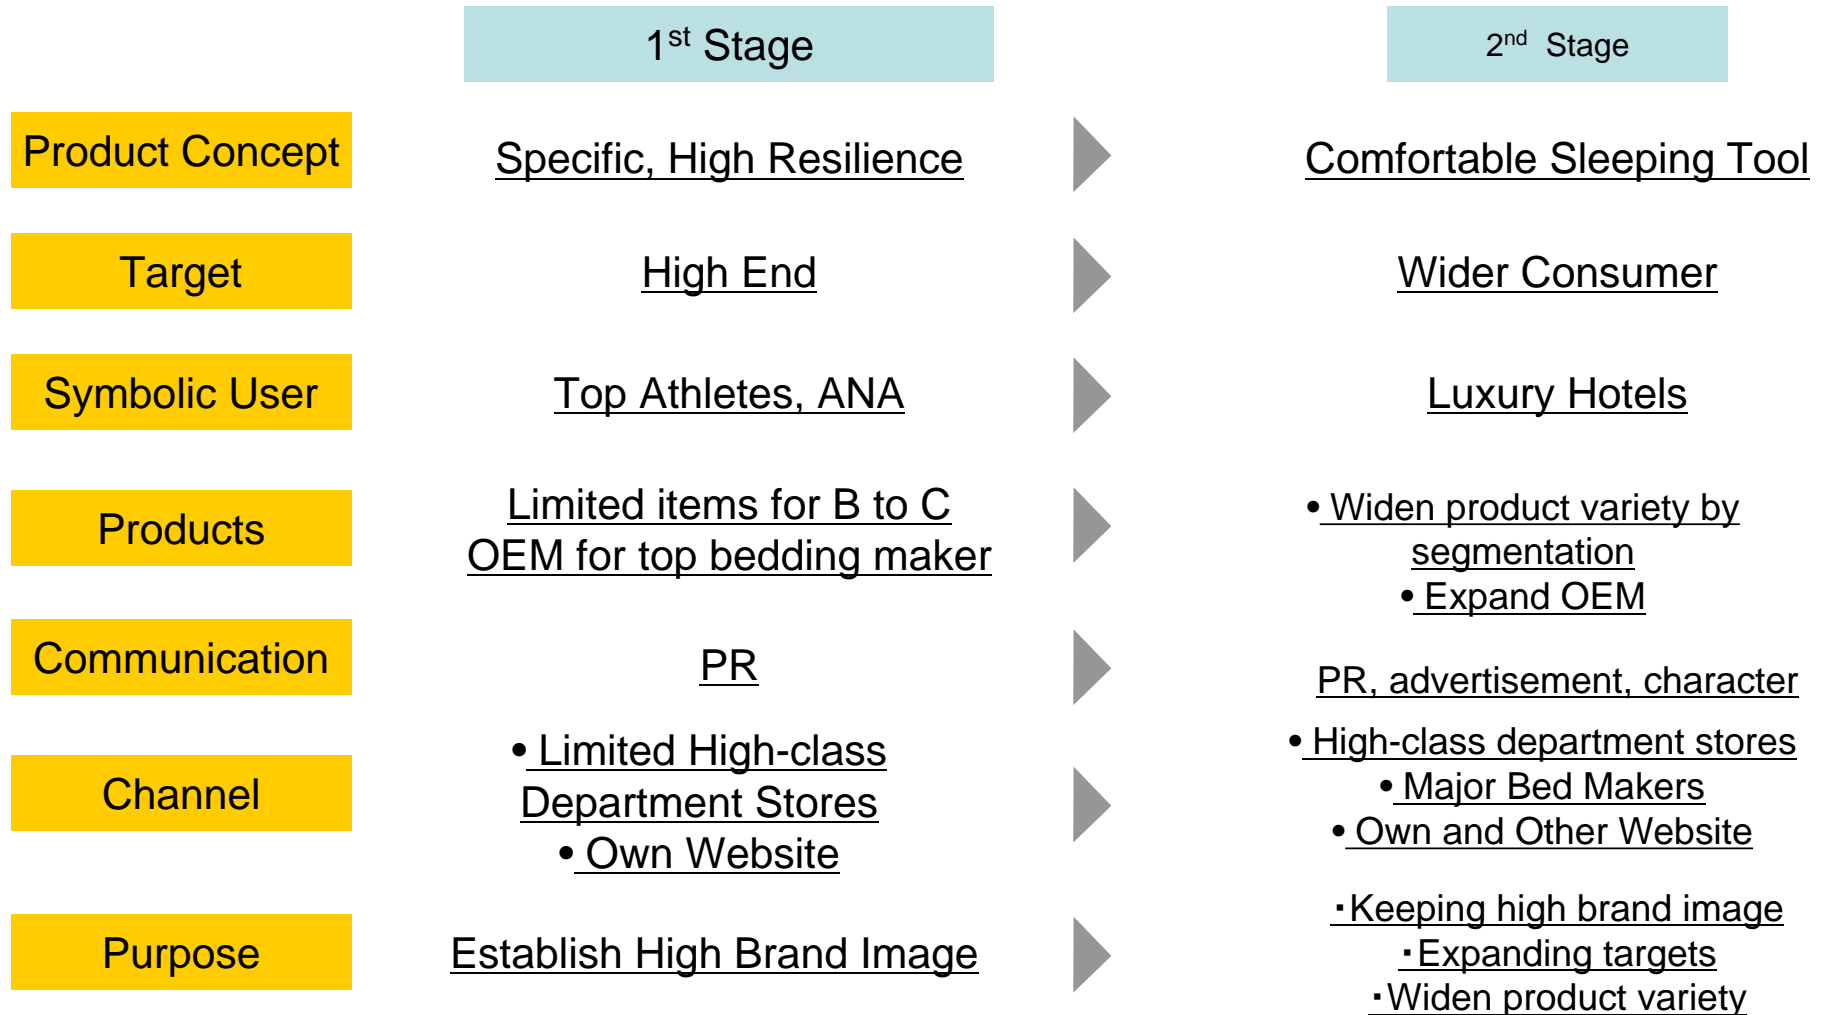 1st Stage
2nd Stage
Product Concept
Specific, High Resilience
Comfortable Sleeping Tool
Target
High End
Wider Consumer
Symbolic User
Top Athletes, ANA
Luxury Hotels
Products
Limited items for B to C
OEM for top bedding maker
• Widen product variety by
segmentation
• Expand OEM
Communication
PR
PR, advertisement, character
Channel
• Limited High-class
Department Stores
• Own Website
• High-class department stores
• Major Bed Makers
• Own and Other Website
Purpose
Establish High Brand Image
・Keeping high brand image
・Expanding targets
・Widen product variety